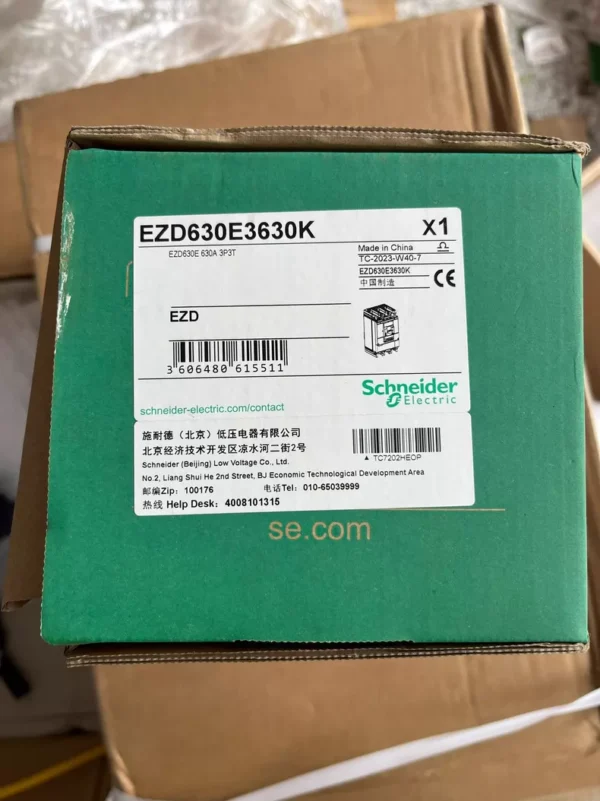 EZD630E3630K X1
EZD630E 630A 3P3T
Made in China
TC-2023-W40-7
EZD630E3630K
中国制造 CE
EZD
3 606480 615511
Schneider
Electric
schneider-electric.com/contact
施耐德（北京）低压电器有限公司
北京经济技术开发区凉水河二街2号
▲ TC7202HEOP
Schneider (Beijing) Low Voltage Co., Ltd.
No.2, Liang Shui He 2nd Street, BJ Economic Technological Development Area
邮编Zip: 100176 电话Tel: 010-65039999
热线 Help Desk: 4008101315
se.com